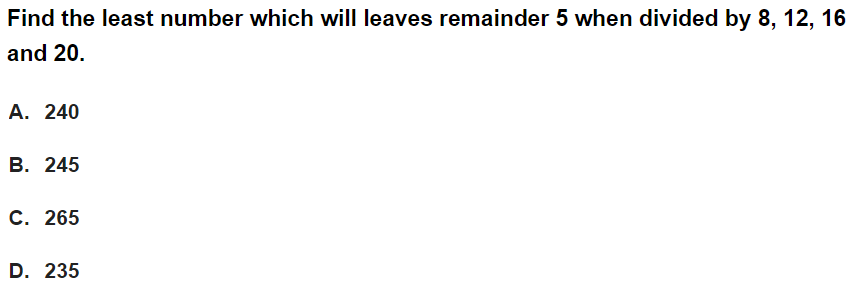 Find the least number which will leaves remainder 5 when divided by 8, 12, 16
and 20.
A. 240
B. 245
C. 265
D. 235